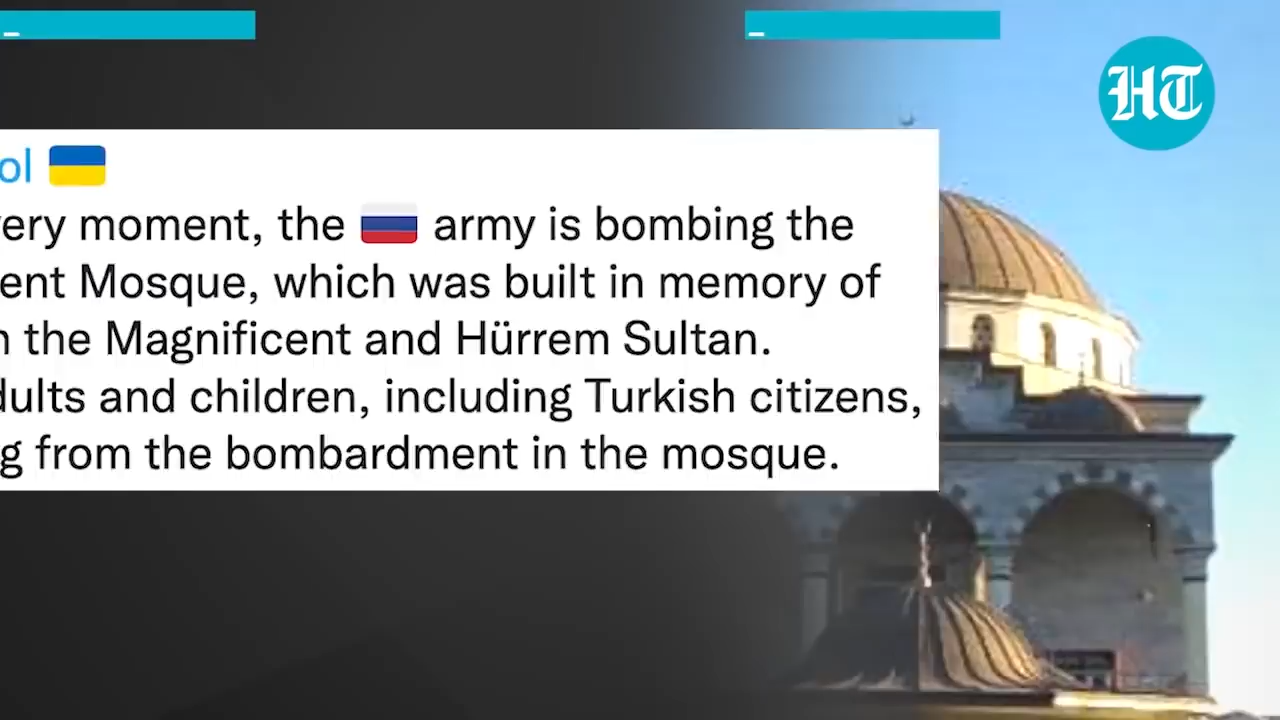 HT
ol 🇺🇦
ery moment, the 🇷🇺 army is bombing the
ent Mosque, which was built in memory of
the Magnificent and Hürrem Sultan.
dults and children, including Turkish citizens,
g from the bombardment in the mosque.